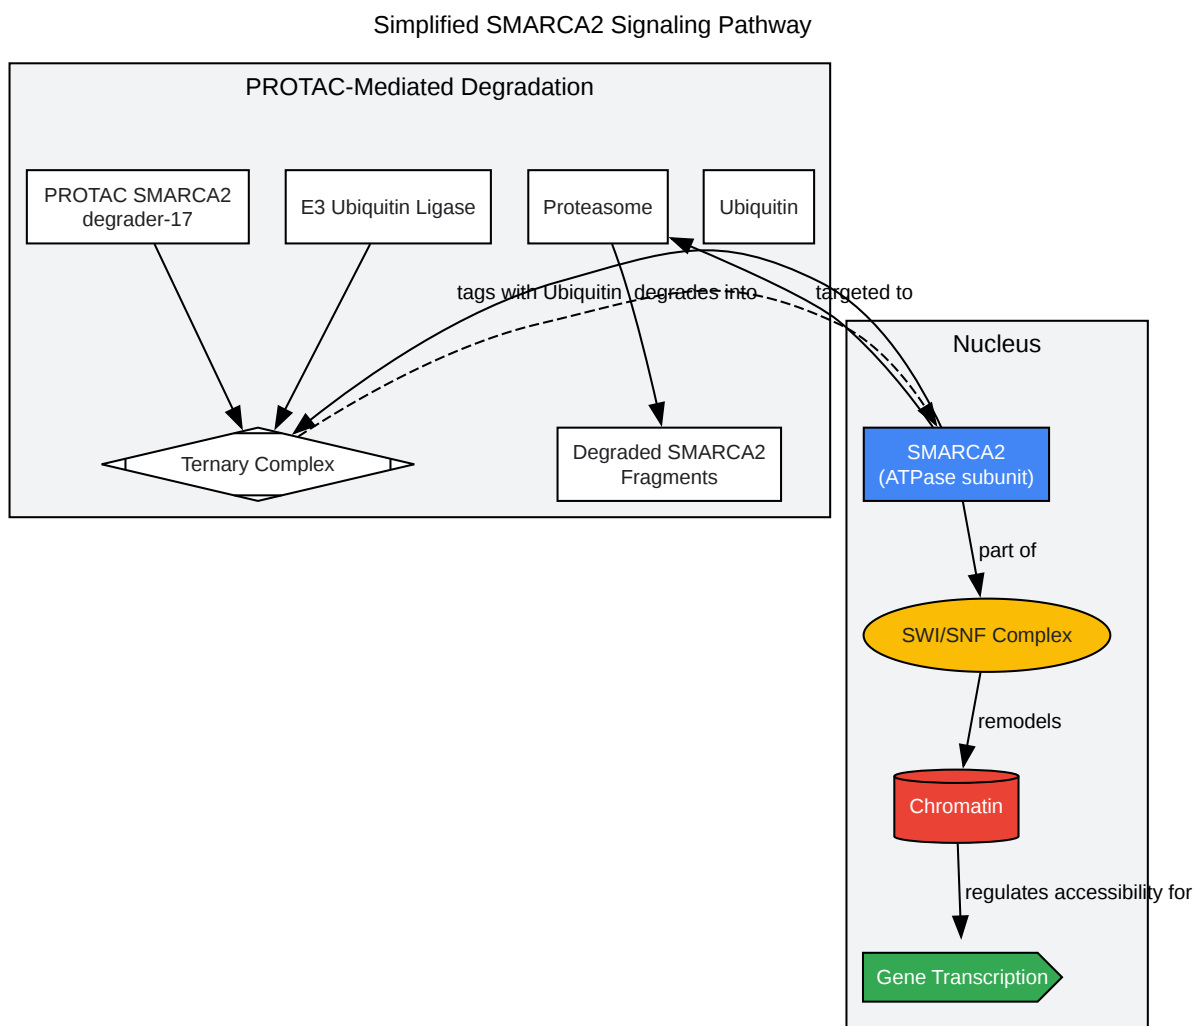 Simplified SMARCA2 Signaling Pathway
PROTAC-Mediated Degradation
PROTAC SMARCA2
degrader-17
E3 Ubiquitin Ligase
Proteasome
Ubiquitin
tags with Ubiquitin
degrades into
targeted to
Nucleus
Ternary Complex
Degraded SMARCA2
Fragments
SMARCA2
(ATPase subunit)
part of
SWI/SNF Complex
remodels
Chromatin
regulates accessibility for
Gene Transcription